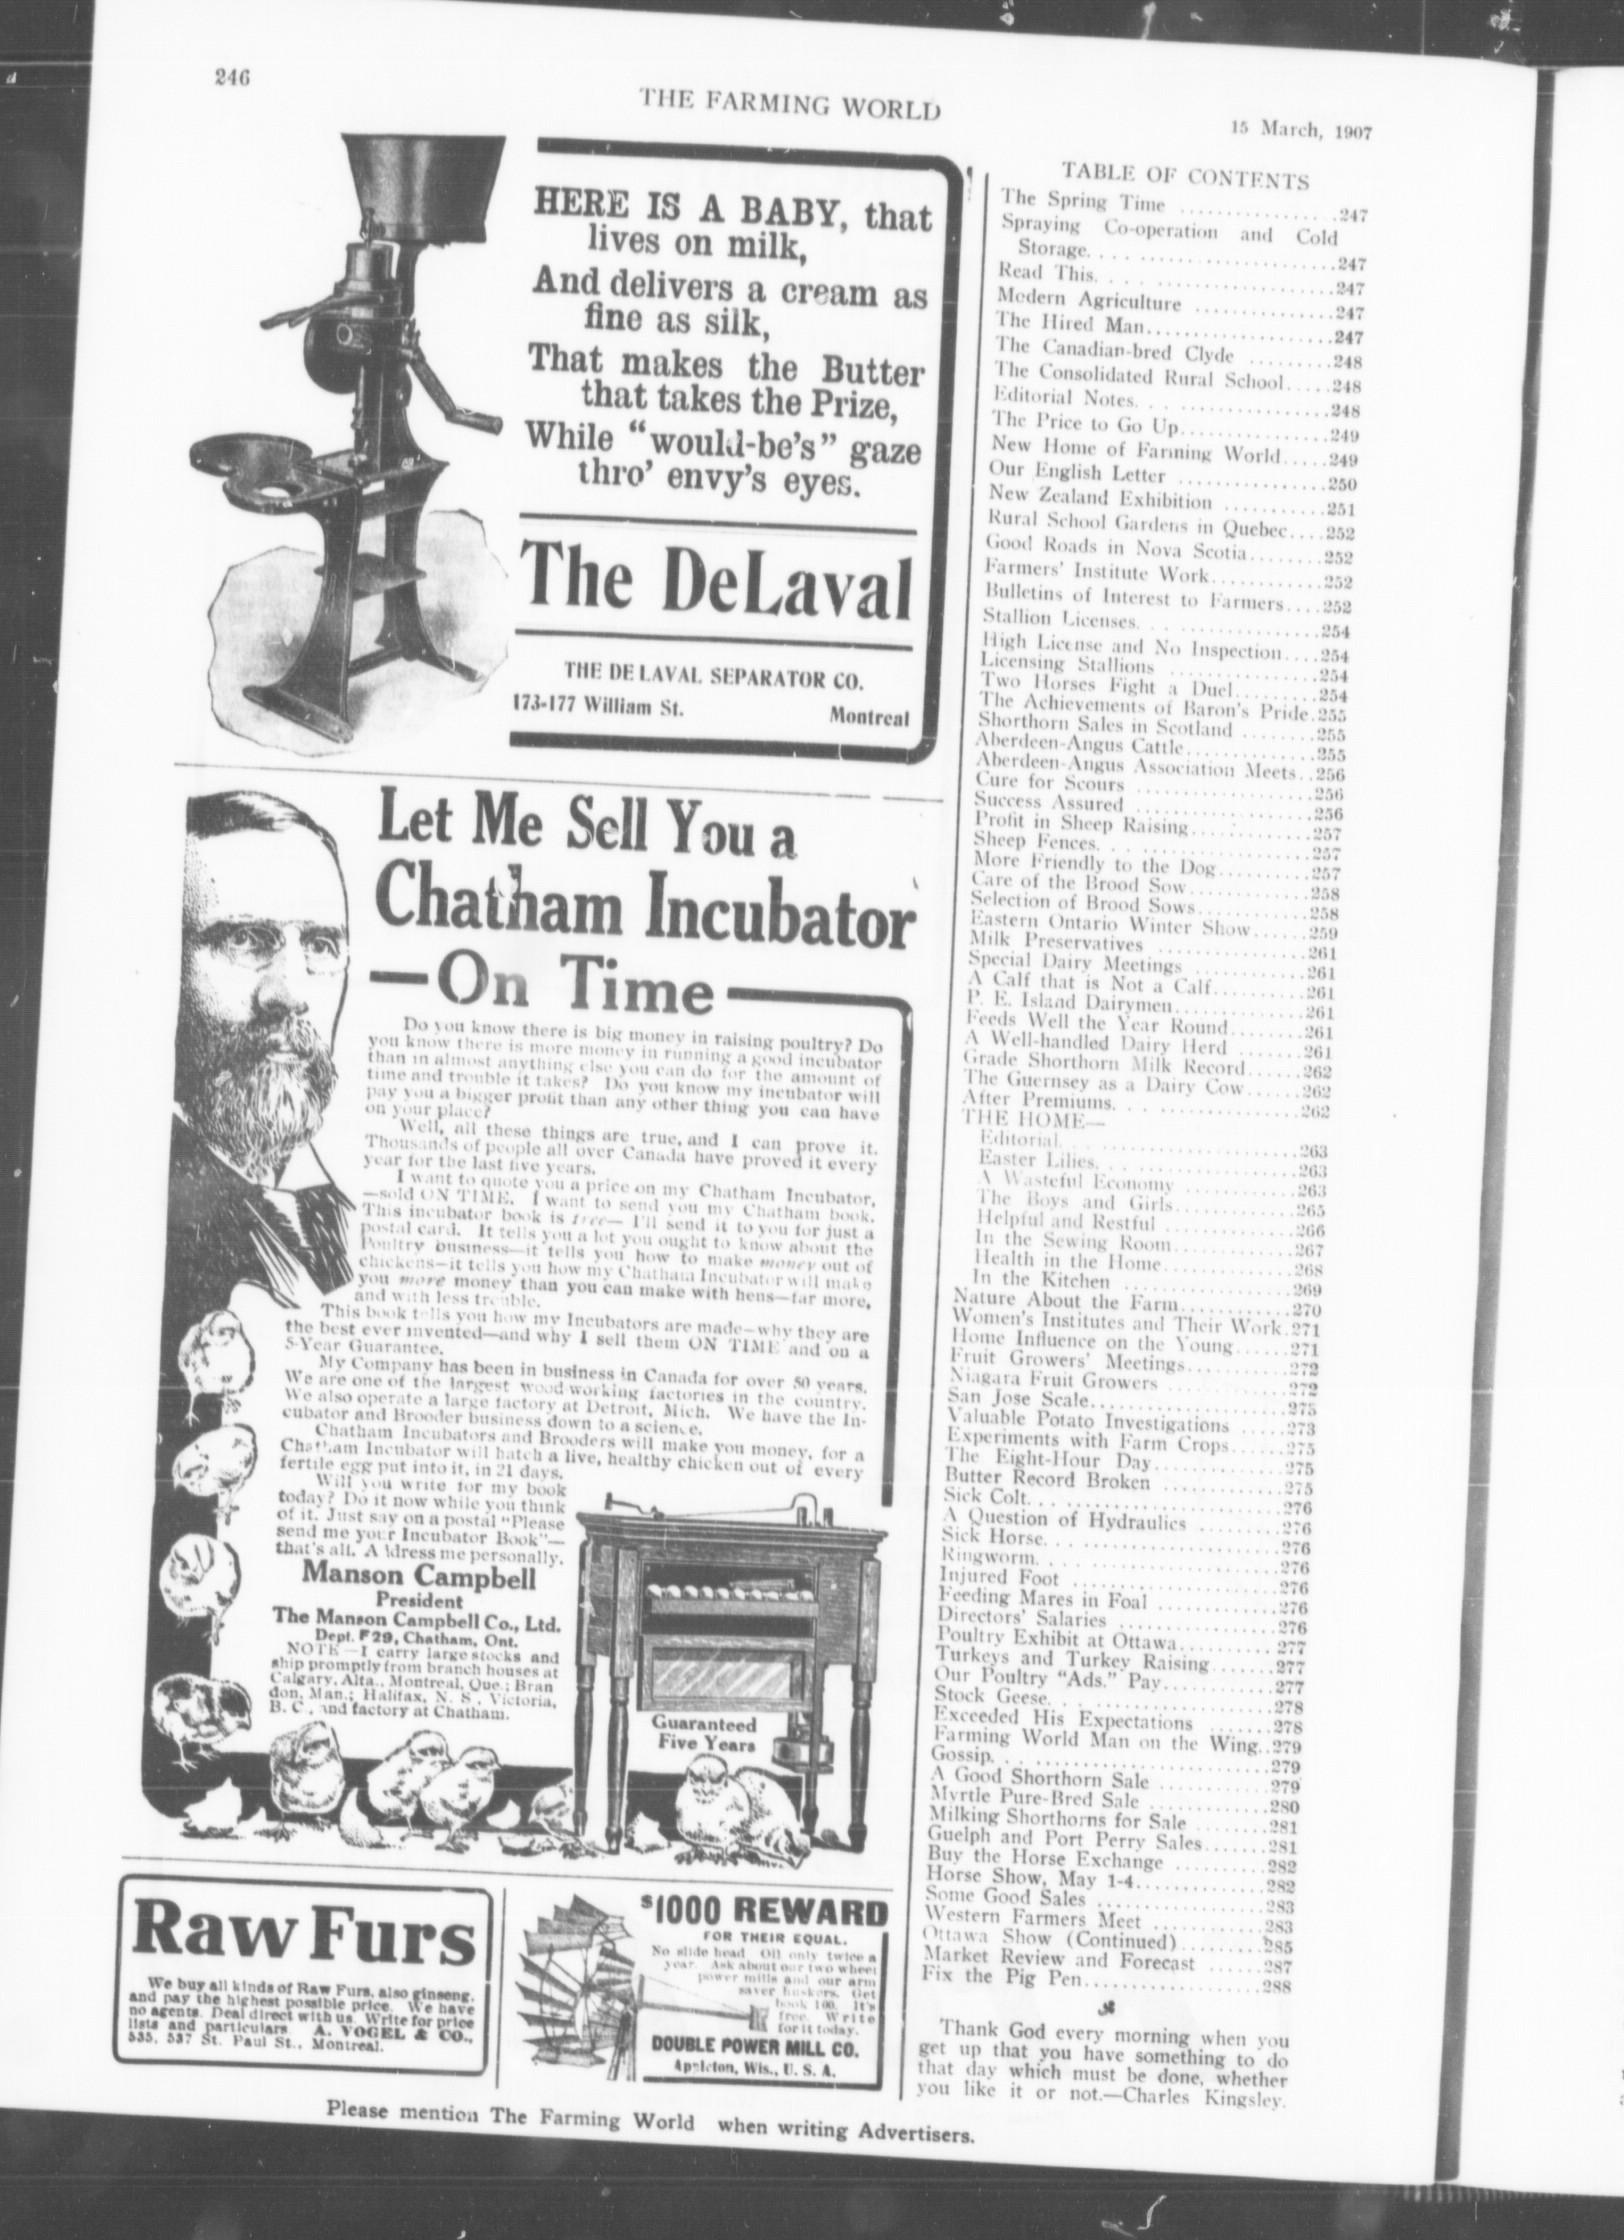 246
THE FARMING WORLD
15 March, 1907
HERE IS A BABY, that
lives on milk,
And delivers a cream as
fine as silk,
That makes the Butter
that takes the Prize,
While "would-be's" gaze
thro' envy's eyes.
The DeLaval
THE DE LAVAL SEPARATOR CO.
173-177 William St. Montreal
Let Me Sell You a
Chatham Incubator
—On Time—
Do you know there is big money in raising poultry? Do
you know there is more money in running a good incubator
than in almost anything else you can do for the amount of
time and trouble it takes? Do you know my incubator will
pay you a bigger profit than any other thing you can have
on your place?
Well, all these things are true, and I can prove it.
Thousands of people all over Canada have proved it every
year for the last five years.
I want to quote you a price on my Chatham Incubator,
—sold ON TIME. I want to send you my Chatham book.
This incubator book is free— I'll send it to you for just a
postal card. It tells you a lot you ought to know about the
Poultry business—it tells you how to make money out of
chickens—it tells you how my Chatham Incubator will make
you more money than you can make with hens—far more,
and with less trouble.
This book tells you how my Incubators are made—why they are
the best ever invented—and why I sell them ON TIME and on a
5-Year Guarantee.
My Company has been in business in Canada for over 50 years.
We are one of the largest wood-working factories in the country.
We also operate a large factory at Detroit, Mich. We have the In-
cubator and Brooder business down to a science.
Chatham Incubators and Brooders will make you money, for a
Chatham Incubator will hatch a live, healthy chicken out of every
fertile egg put into it, in 21 days.
Will you write for my book
today? Do it now while you think
of it. Just say on a postal "Please
send me your Incubator Book"—
that's all. Address me personally.
Manson Campbell
President
The Manson Campbell Co., Ltd.
Dept. F 29, Chatham, Ont.
NOTE—I carry large stocks and
ship promptly from branch houses at
Calgary, Alta., Montreal, Que.; Bran
don, Man.; Halifax, N. S., Victoria,
B. C., and factory at Chatham.
Guaranteed
Five Years
Raw Furs
We buy all kinds of Raw Furs, also ginseng,
and pay the highest possible price. We have
no agents. Deal direct with us. Write for price
lists and particulars. A. VOGEL & CO.,
535, 537 St. Paul St., Montreal.
$1000 REWARD
FOR THEIR EQUAL.
No slide head. Oil only twice a
year. Ask about our two wheel
power mills and our arm
saver huskers. Get
book 100. It's
free. Write
for it today.
DOUBLE POWER MILL CO.
Appleton, Wis., U. S. A.
TABLE OF CONTENTS
The Spring Time ................247
Spraying Co-operation and Cold
Storage........................247
Read This......................247
Modern Agriculture ..............247
The Hired Man..................247
The Canadian-bred Clyde .........248
The Consolidated Rural School.....248
Editorial Notes...................248
The Price to Go Up................249
New Home of Farming World.....249
Our English Letter ................250
New Zealand Exhibition ...........251
Rural School Gardens in Quebec....252
Good Roads in Nova Scotia........252
Farmers' Institute Work............252
Bulletins of Interest to Farmers....252
Stallion Licenses...................254
High License and No Inspection....254
Licensing Stallions ................254
Two Horses Fight a Duel.........254
The Achievements of Baron's Pride.255
Shorthorn Sales in Scotland ........255
Aberdeen-Angus Cattle.............255
Aberdeen-Angus Association Meets..256
Cure for Scours ...................256
Success Assured ..................256
Profit in Sheep Raising.............257
Sheep Fences.....................257
More Friendly to the Dog..........257
Care of the Brood Sow............258
Selection of Brood Sows............258
Eastern Ontario Winter Show......259
Milk Preservatives ................261
Special Dairy Meetings ............261
A Calf that is Not a Calf..........261
P. E. Island Dairymen..............261
Feeds Well the Year Round........261
A Well-handled Dairy Herd .......261
Grade Shorthorn Milk Record......262
The Guernsey as a Dairy Cow......262
After Premiums...................262
THE HOME—
Editorial.........................263
Easter Lilies......................263
A Wasteful Economy ............263
The Boys and Girls.............265
Helpful and Restful ..............266
In the Sewing Room.............267
Health in the Home..............268
In the Kitchen ..................269
Nature About the Farm............270
Women's Institutes and Their Work.271
Home Influence on the Young......271
Fruit Growers' Meetings............272
Niagara Fruit Growers .............272
San Jose Scale.....................275
Valuable Potato Investigations .....273
Experiments with Farm Crops......275
The Eight-Hour Day..............275
Butter Record Broken .............275
Sick Colt..........................276
A Question of Hydraulics .........276
Sick Horse........................276
Ringworm.........................276
Injured Foot ......................276
Feeding Mares in Foal .............276
Directors' Salaries .................276
Poultry Exhibit at Ottawa..........277
Turkeys and Turkey Raising.......277
Our Poultry "Ads." Pay............277
Stock Geese.......................278
Exceeded His Expectations .......278
Farming World Man on the Wing..279
Gossip............................279
A Good Shorthorn Sale ............279
Myrtle Pure-Bred Sale .............280
Milking Shorthorns for Sale ........281
Guelph and Port Perry Sales.......281
Buy the Horse Exchange ..........282
Horse Show, May 1-4..............282
Some Good Sales ..................283
Western Farmers Meet ............283
Ottawa Show (Continued).........285
Market Review and Forecast ......287
Fix the Pig Pen...................288
Thank God every morning when you
get up that you have something to do
that day which must be done, whether
you like it or not.—Charles Kingsley.
Please mention The Farming World when writing Advertisers.